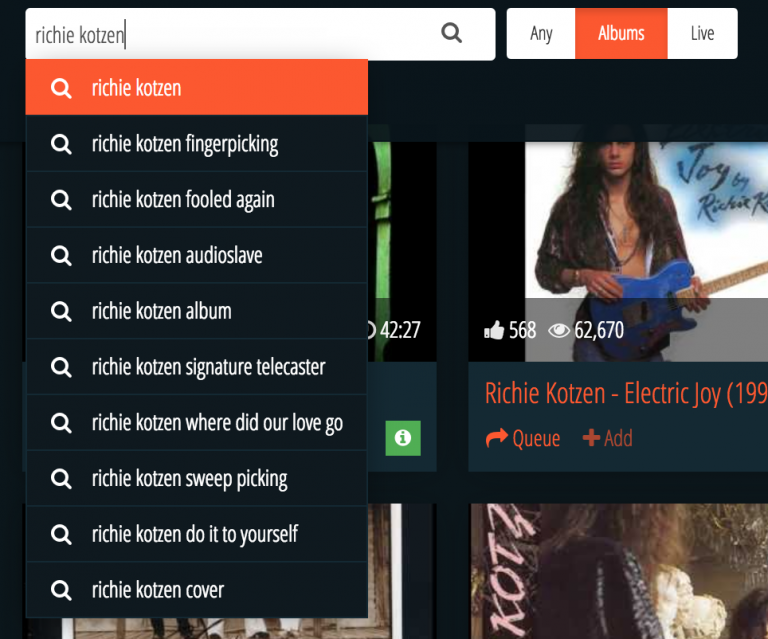 richie kotzen
Any
Albums
Live
richie kotzen
richie kotzen fingerpicking
richie kotzen fooled again
richie kotzen audioslave
richie kotzen album
richie kotzen signature telecaster
richie kotzen where did our love go
richie kotzen sweep picking
richie kotzen do it to yourself
richie kotzen cover
42:27
Joy by
Richie K
568
62,670
Richie Kotzen - Electric Joy (199
Queue
Add
KOTZ